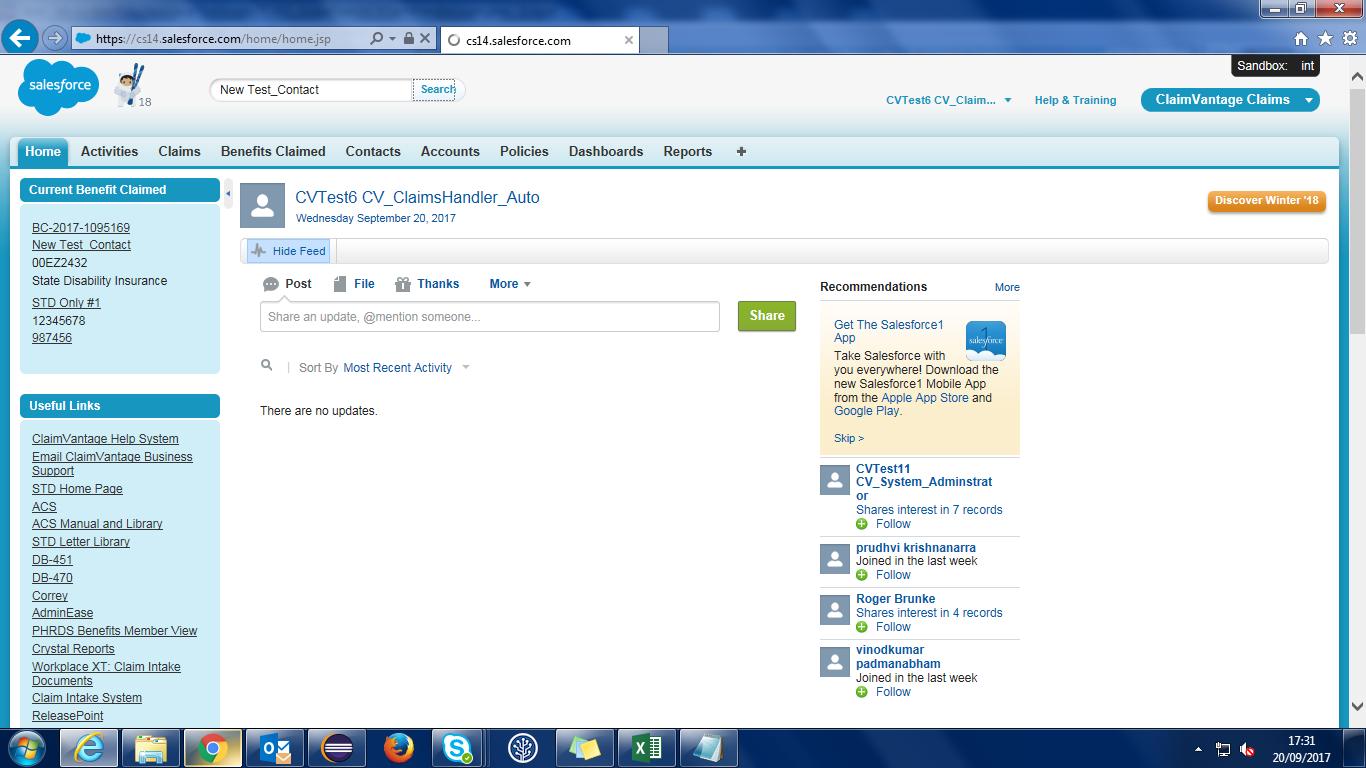 https://cs14.salesforce.com/home/home.jsp
cs14.salesforce.com
Sandbox: int
salesforce
18
New Test_Contact
Search
CVTest6 CV_Claim...
Help & Training
ClaimVantage Claims
Home
Activities
Claims
Benefits Claimed
Contacts
Accounts
Policies
Dashboards
Reports
Current Benefit Claimed
BC-2017-1095169
New Test_Contact
00EZ2432
State Disability Insurance
STD Only #1
12345678
987456
Useful Links
ClaimVantage Help System
Email ClaimVantage Business
Support
STD Home Page
ACS
ACS Manual and Library
STD Letter Library
DB-451
DB-470
Correy
AdminEase
PHRDS Benefits Member View
Crystal Reports
Workplace XT: Claim Intake
Documents
Claim Intake System
ReleasePoint
CVTest6 CV_ClaimsHandler_Auto
Wednesday September 20, 2017
Discover Winter '18
Hide Feed
Post
File
Thanks
More
Share an update, @mention someone...
Share
Sort By Most Recent Activity
There are no updates.
Recommendations
More
Get The Salesforce1
App
salesforce
1
Take Salesforce with
you everywhere! Download the
new Salesforce1 Mobile App
from the Apple App Store and
Google Play.
Skip >
CVTest11
CV_System_Adminstrat
or
Shares interest in 7 records
Follow
prudhvi krishnanarra
Joined in the last week
Follow
Roger Brunke
Shares interest in 4 records
Follow
vinodkumar
padmanabham
Joined in the last week
Follow
17:31
20/09/2017